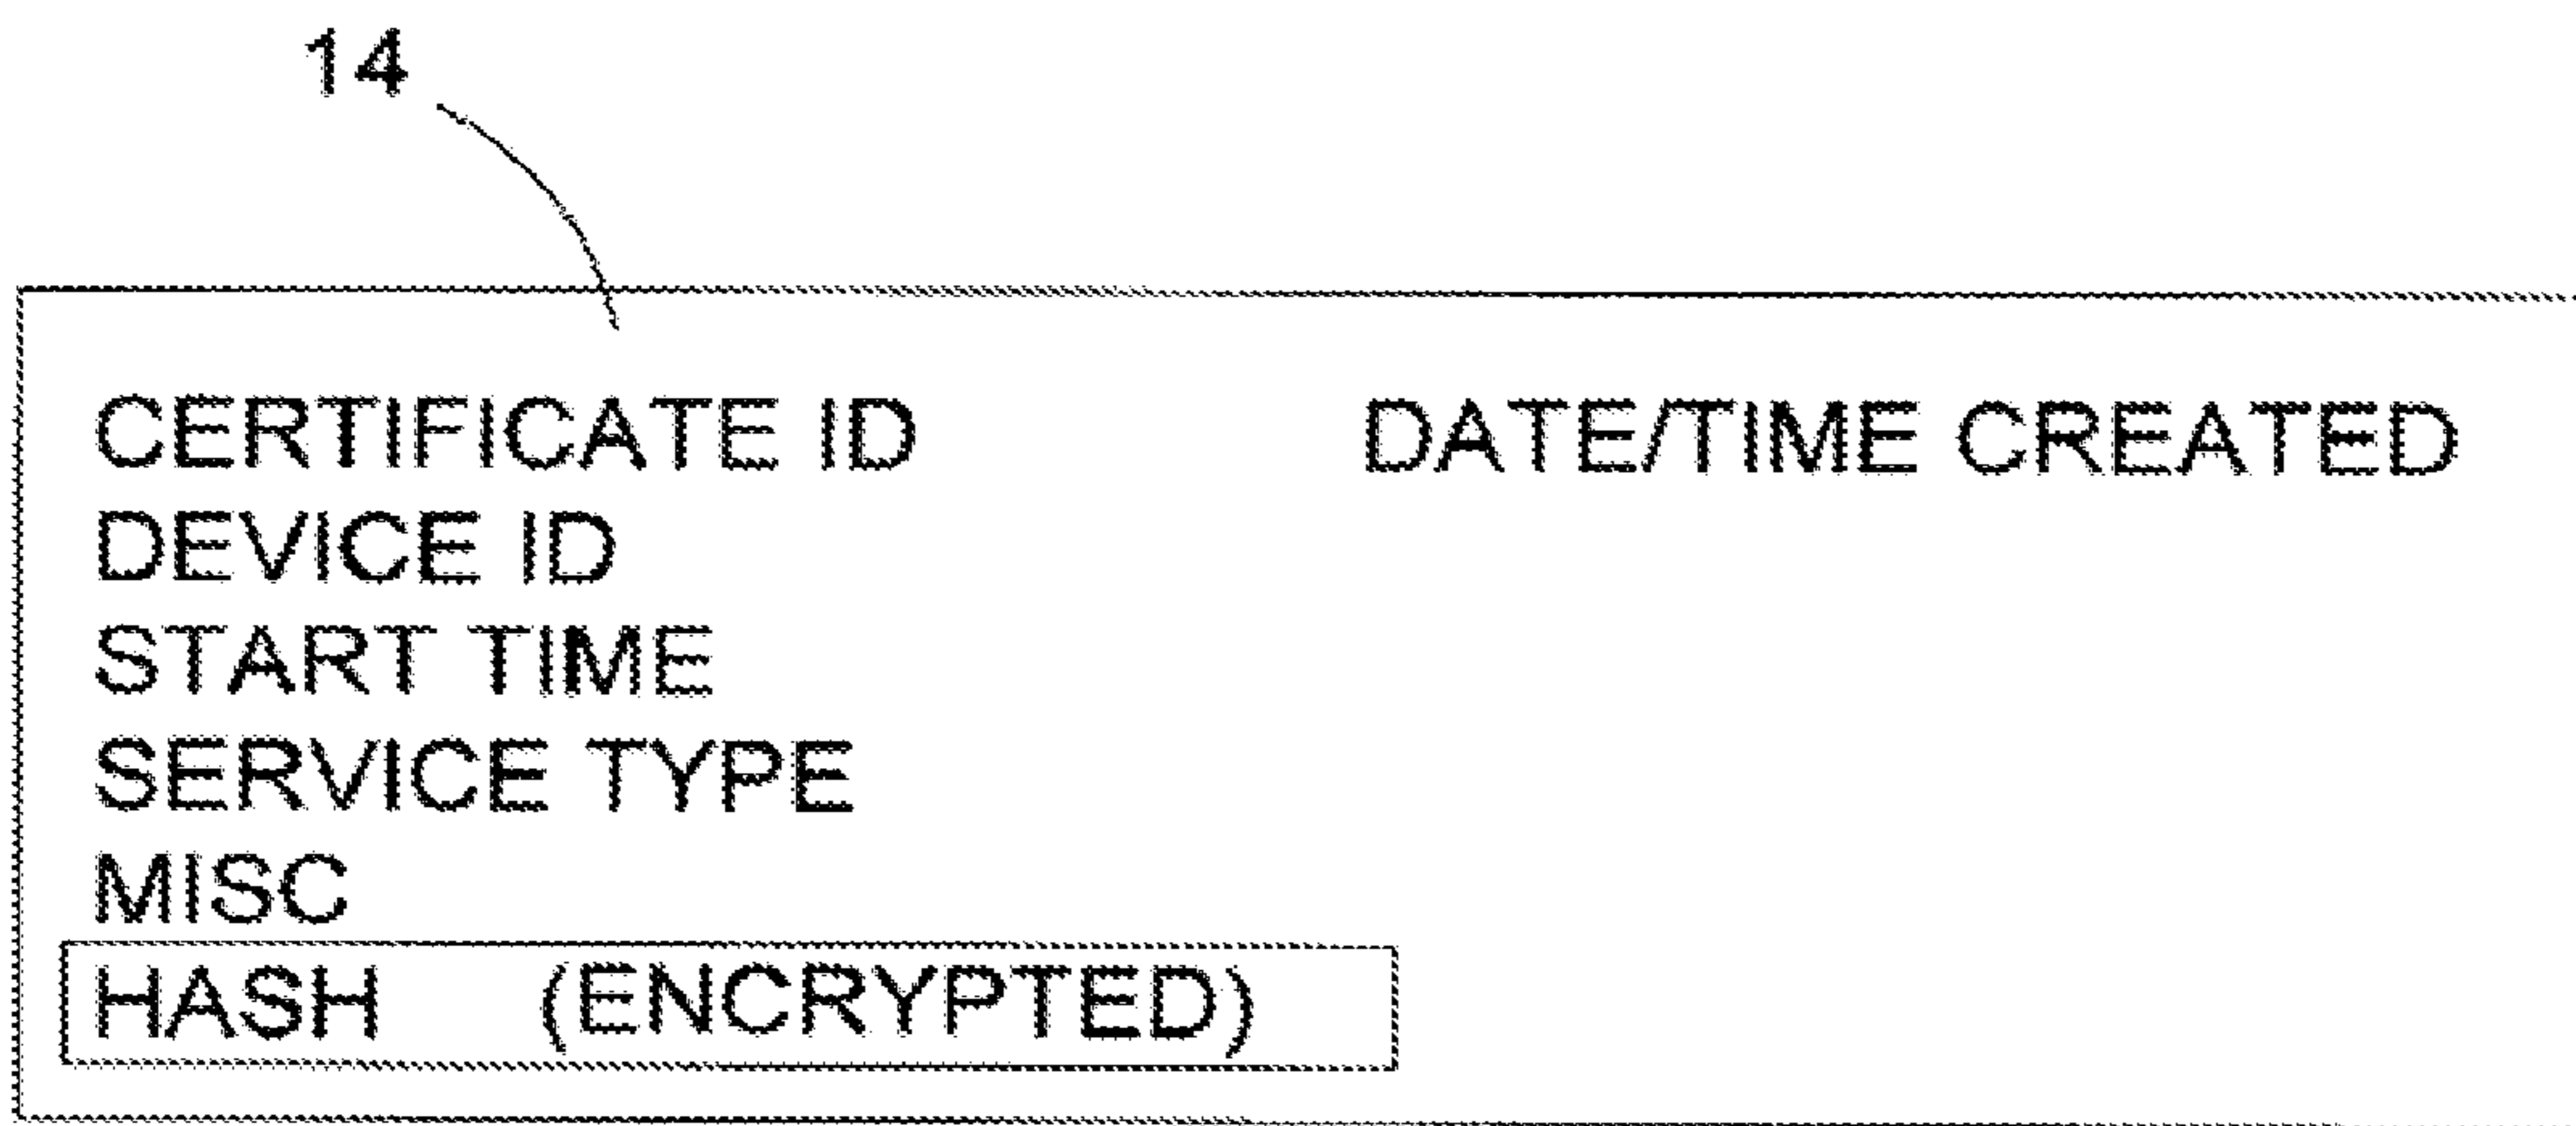 14
CERTIFICATE ID DATE/TIME CREATED
DEVICE ID
START TIME
SERVICE TYPE
MISC
HASH (ENCRYPTED)